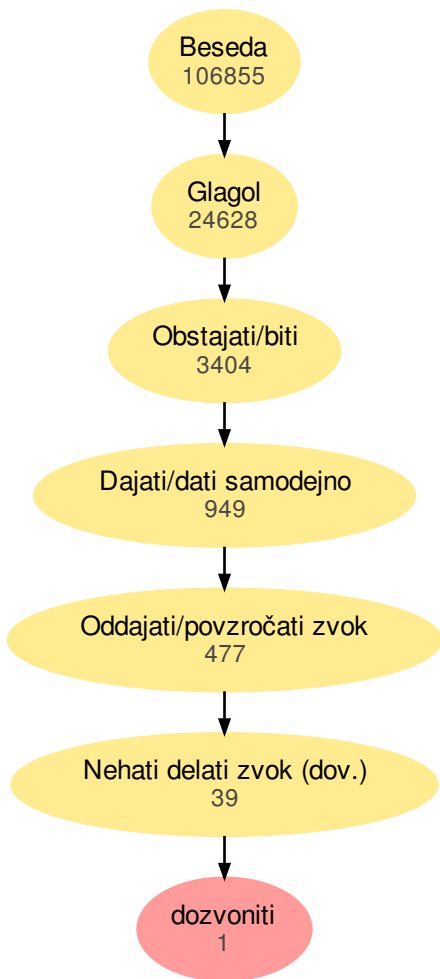 Beseda
106855
Glagol
24628
Obstajati/biti
3404
Dajati/dati samodejno
949
Oddajati/povzročati zvok
477
Nehati delati zvok (dov.)
39
dozvoniti
1